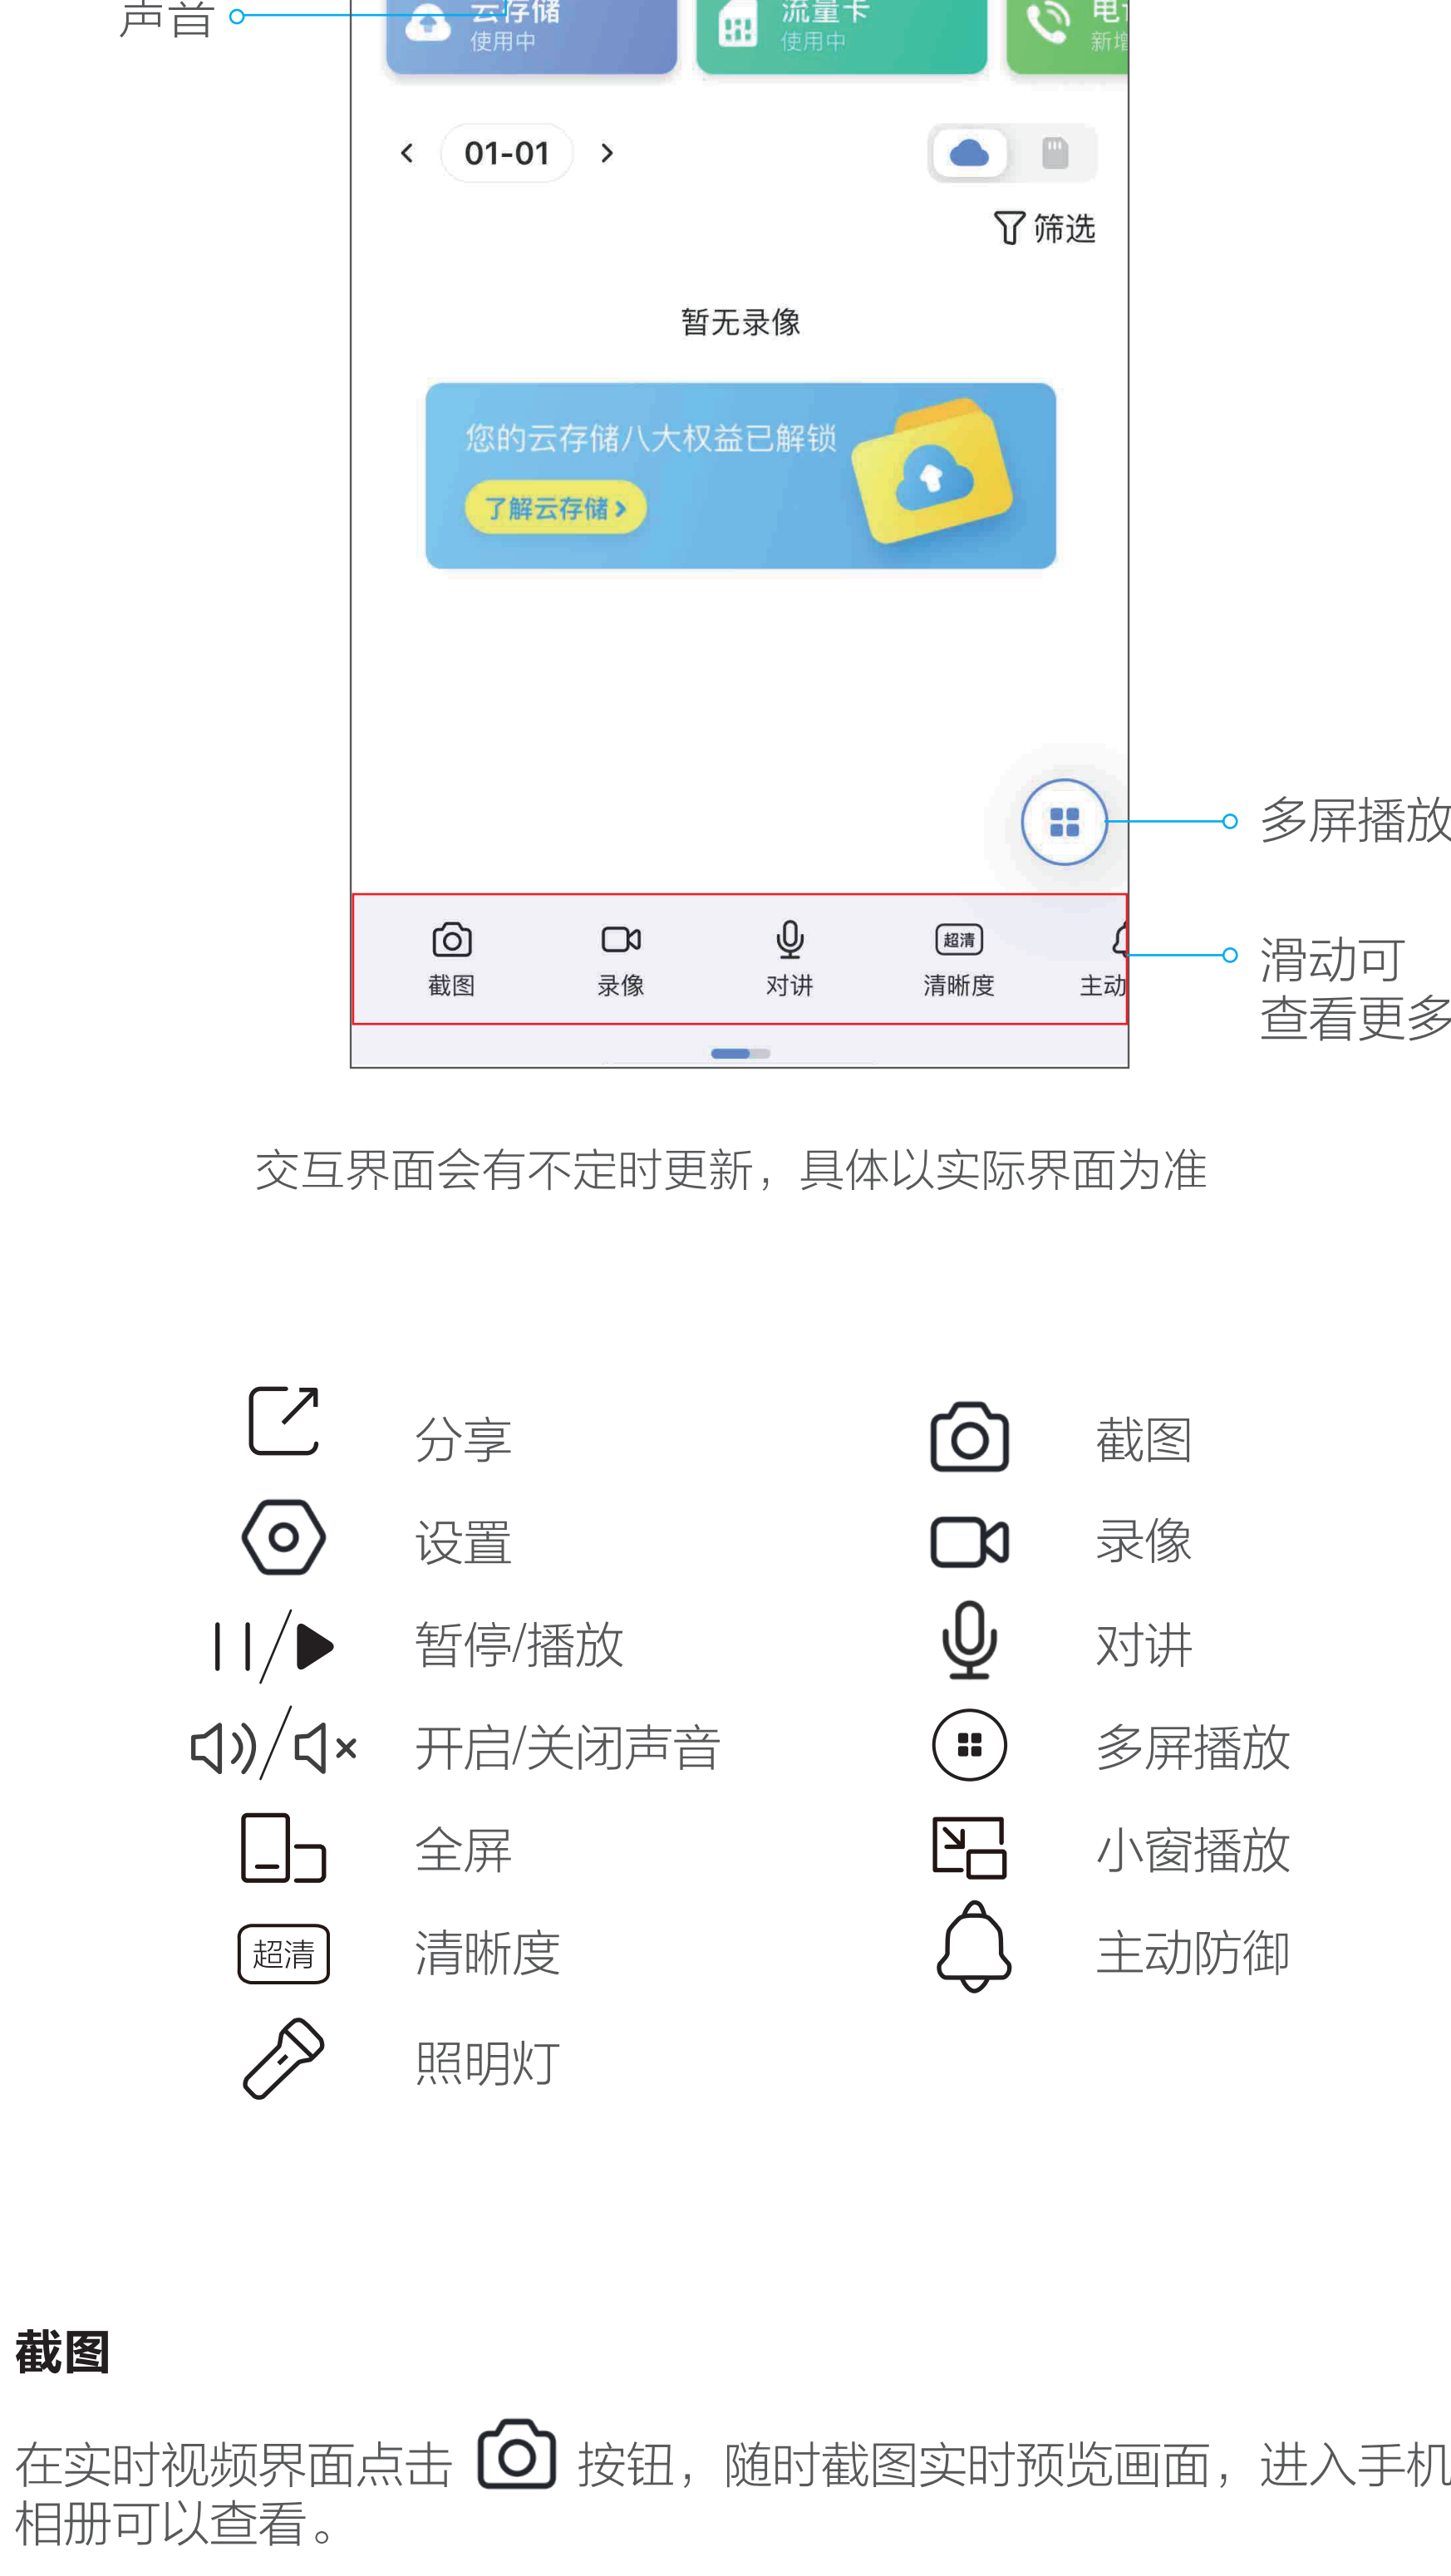 声音
云存储
使用中
流量卡
使用中
新增
01-01
筛选
暂无录像
您的云存储八大权益已解锁
了解云存储
多屏播放
截图
录像
对讲
超清
清晰度
主动
滑动可
查看更多
交互界面会有不定时更新，具体以实际界面为准
分享
截图
设置
录像
暂停/播放
对讲
开启/关闭声音
多屏播放
全屏
小窗播放
超清
清晰度
主动防御
照明灯
截图
在实时视频界面点击 按钮，随时截图实时预览画面，进入手机
相册可以查看。